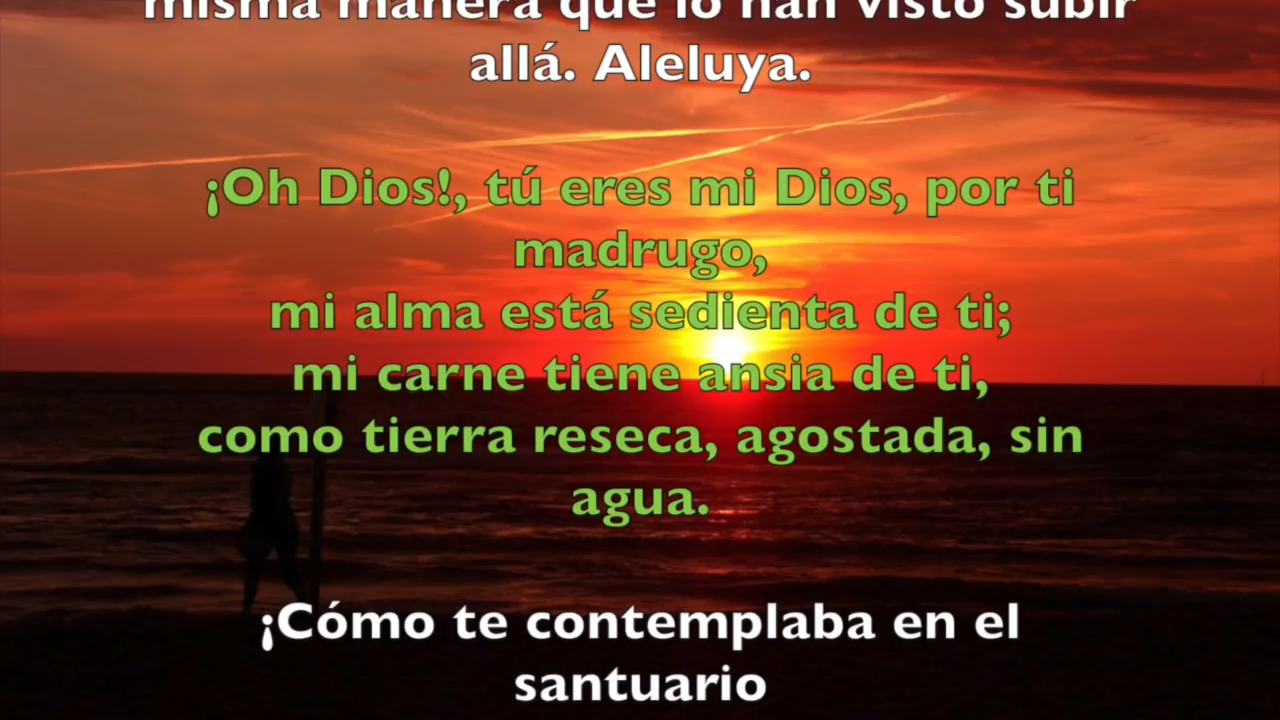 misma manera que lo han visto subir
allá. Aleluya.
¡Oh Dios!, tú eres mi Dios, por ti
madrugo,
mi alma está sedienta de ti;
mi carne tiene ansia de ti,
como tierra reseca, agostada, sin
agua.
¡Cómo te contemplaba en el
santuario